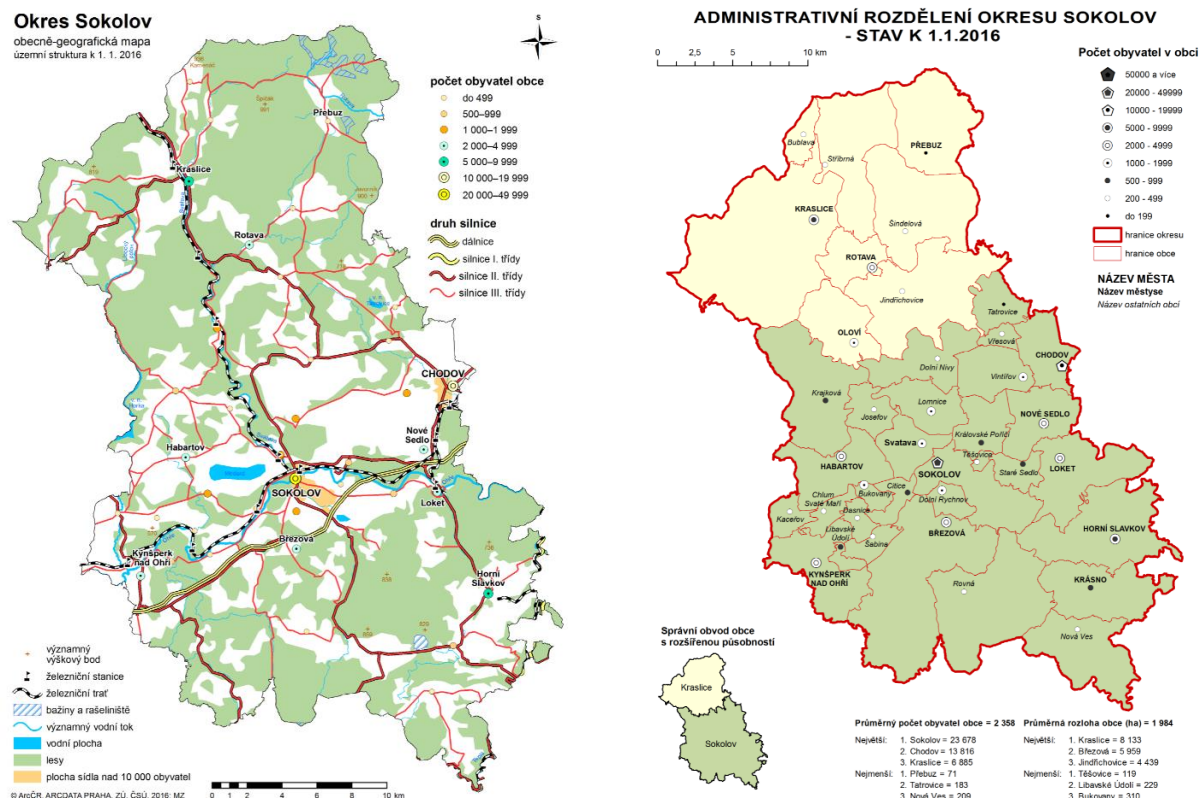 Okres Sokolov
obecně-geografická mapa
územní struktura k 1. 1. 2016
S
počet obyvatel obce
do 499
500–999
1 000–1 999
2 000–4 999
5 000–9 999
10 000–19 999
20 000–49 999
druh silnice
dálnice
silnice I. třídy
silnice II. třídy
silnice III. třídy
Přebuz
Kraslice
Rotava
CHODOV
Nové
Sedlo
Habartov
SOKOLOV
Loket
Březová
Kynšperk
nad Ohří
Horní
Slavkov
významný
výškový bod
železniční stanice
železniční trať
bažiny a rašeliniště
významný vodní tok
vodní plocha
lesy
plocha sídla nad 10 000 obyvatel
0 1 2 4 6 8 10 km
© ArcČR, ARCDATA PRAHA, ZÚ, ČSÚ, 2016; MZ
ADMINISTRATIVNÍ ROZDĚLENÍ OKRESU SOKOLOV
- STAV K 1.1.2016
0 2,5 5 10 km
Počet obyvatel v obci
50000 a více
20000 - 49999
10000 - 19999
5000 - 9999
2000 - 4999
1000 - 1999
500 - 999
200 - 499
do 199
hranice okresu
hranice obce
NÁZEV MĚSTA
Název městyse
Název ostatních obcí
Bublava
Stříbrná
PŘEBUZ
KRASLICE
Šindelová
ROTAVA
Jindřichovice
Tatrovice
OLOVÍ
Vřesová
CHODOV
Dolní Nivy
Vintířov
Krajková
Josefov
Lomnice
NOVÉ SEDLO
Svatava
Královské Poříčí
HABARTOV
SOKOLOV
Těšovice
Staré Sedlo
LOKET
Citice
Bukovany
Dolní Rychnov
Chlum
Svaté Maří
Dasnice
Kaceřov
Libavské
Údolí
Šabina
BŘEZOVÁ
HORNÍ SLAVKOV
KYNŠPERK
NAD OHŘÍ
Rovná
KRÁSNO
Nová Ves
Správní obvod obce
s rozšířenou působností
Kraslice
Sokolov
Průměrný počet obyvatel obce = 2 358 Průměrná rozloha obce (ha) = 1 984
Největší: 1. Sokolov = 23 678 Největší: 1. Kraslice = 8 133
2. Chodov = 13 816 2. Březová = 5 959
3. Kraslice = 6 885 3. Jindřichovice = 4 439
Nejmenší: 1. Přebuz = 71 Nejmenší: 1. Těšovice = 119
2. Tatrovice = 183 2. Libavské Údolí = 229
3. Nová Ves = 209 3. Bukovany = 310